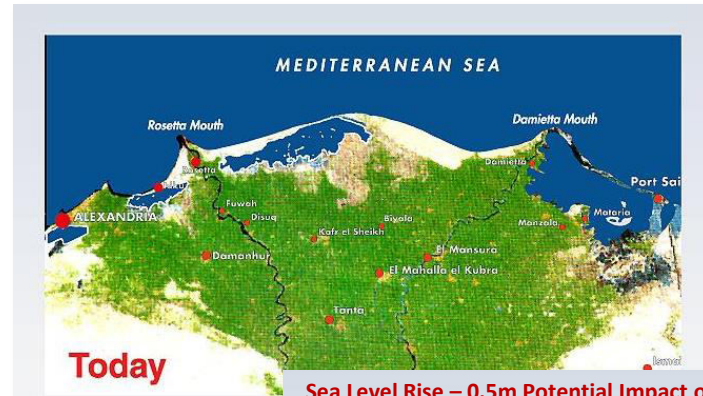 MEDITERRANEAN SEA
Rosetta Mouth
Damietta Mouth
Rosetta
Damietta
Port Sai
ALEXANDRIA
Fuwah
Disuq
Biyala
Kafr el Sheikh
Manzala
Mataria
Damanhur
El Mansura
El Mahalla el Kubra
Tanta
Today
Ismai
Sea Level Rise – 0.5m Potential Impact o